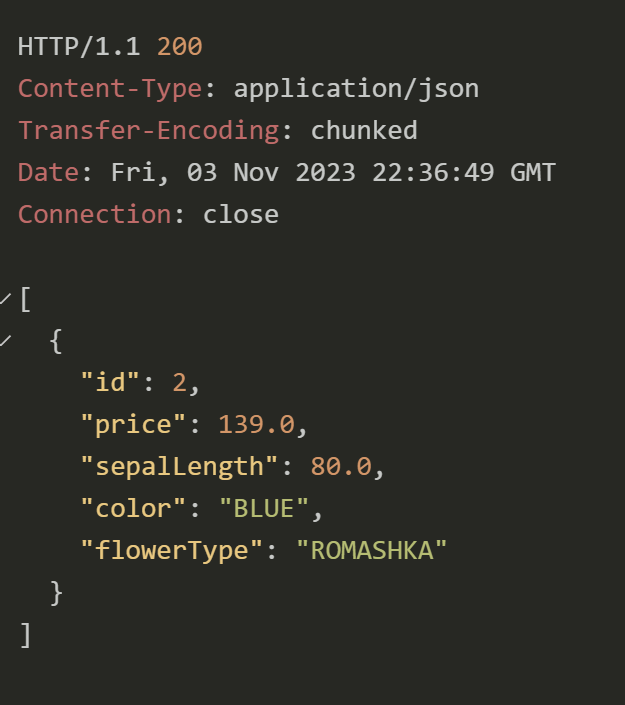 HTTP/1.1 200
Content-Type: application/json
Transfer-Encoding: chunked
Date: Fri, 03 Nov 2023 22:36:49 GMT
Connection: close
[
{
"id": 2,
"price": 139.0,
"sepalLength": 80.0,
"color": "BLUE",
"flowerType": "ROMASHKA"
}
]